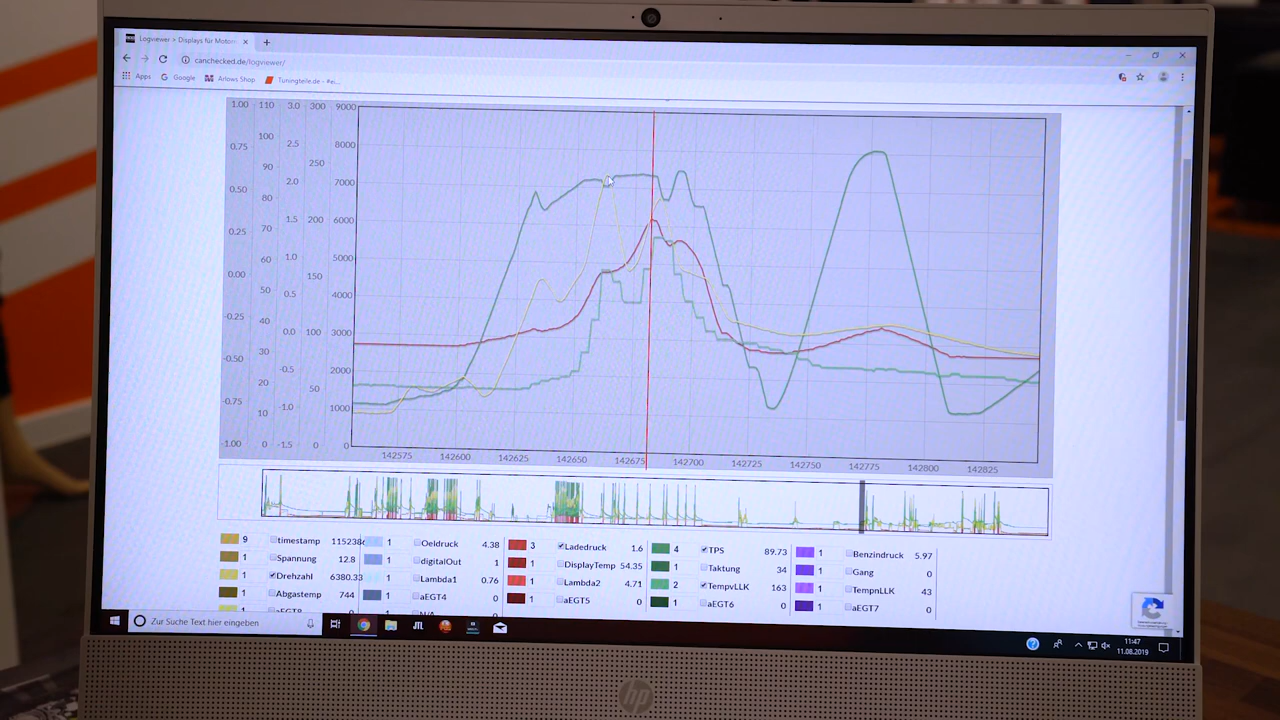 Logviewer » Displays für Motors
canchecked.de/logviewer/
Apps Google Arlows Shop Tuningteile.de - #ei...
1.00 110 3.0 300 9000
0.75 100 2.5 250 8000
0.50 90 2.0 7000
0.25 80 1.5 200 6000
0.00 70 1.0 150 5000
-0.25 60 0.5 4000
-0.50 50 0.0 100 3000
-0.75 40 -0.5 50 2000
-1.00 30 -1.0 0 1000
20 -1.5 0
10
0
142575 142600 142625 142650 142675 142700 142725 142750 142775 142800 142825
9 timestamp 1 Oeldruck 4.38 3 Ladedruck 1.6 4 TPS 89.73 1 Benzindruck 5.97
1 Spannung 12.8 1 digitalOut 1 1 DisplayTemp 54.35 1 Taktung 34 1 Gang 0
1 Drehzahl 6380.33 1 Lambda1 0.76 1 Lambda2 4.71 2 TempvLLK 163 1 TempnLLK 43
1 Abgastemp 744 1 aEGT4 0 1 aEGT5 0 1 aEGT6 0 1 aEGT7 0
1 aEGT8 0
Zur Suche Text hier eingeben
11:47
11.08.2019
hp